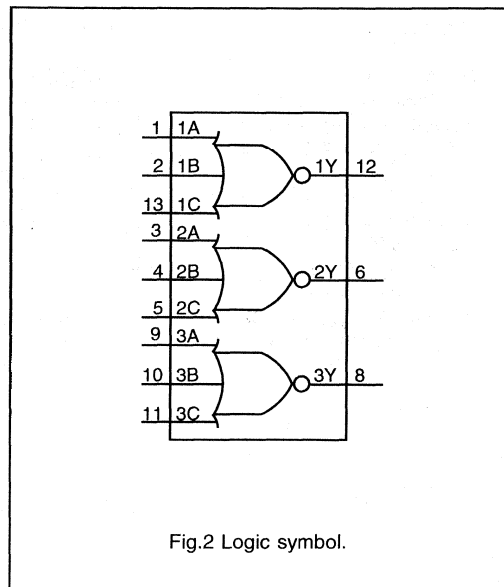 1 1A
2 1B 1Y 12
13 1C
3 2A
4 2B 2Y 6
5 2C
9 3A
10 3B 3Y 8
11 3C
Fig.2 Logic symbol.